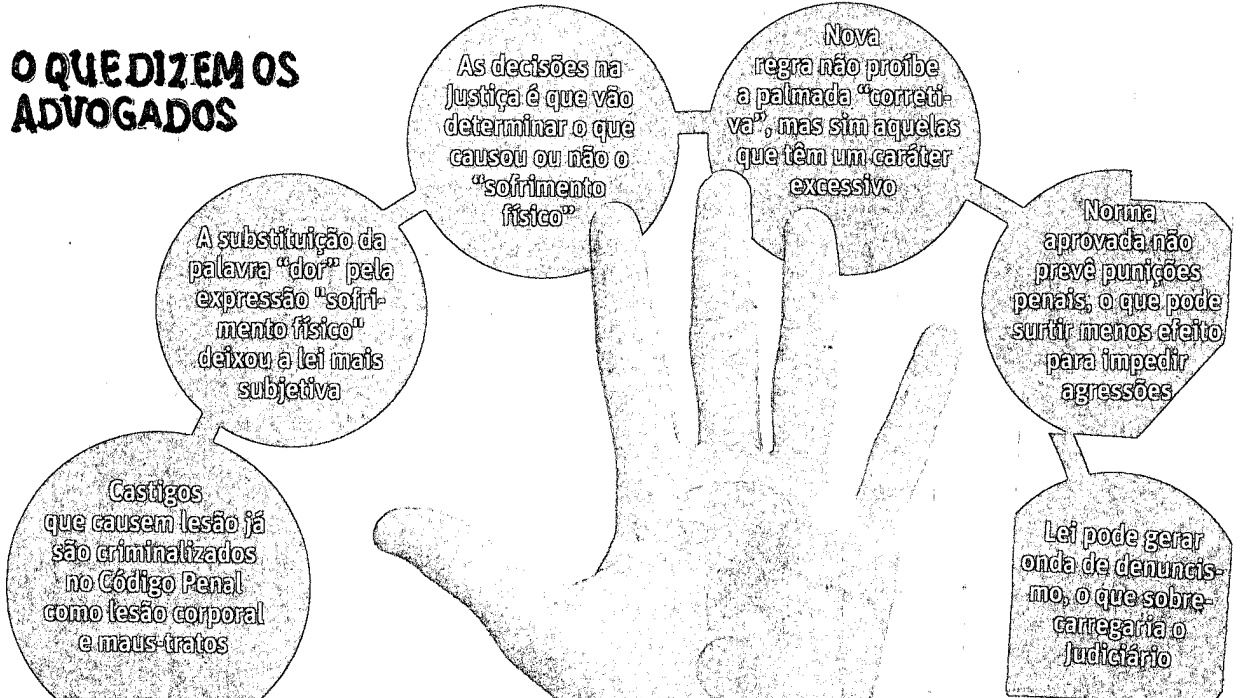 O QUE DIZEM OS
ADVOGADOS
Castigos
que causem lesão já
são criminalizados
no Código Penal
como lesão corporal
e maus-tratos
A substituição da
palavra "dor" pela
expressão "sofri-
mento físico"
deixou a lei mais
subjetiva
As decisões na
Justiça é que vão
determinar o que
causou ou não o
"sofrimento
físico"
Nova
regra não proíbe
a palmada "correti-
va", mas sim aquelas
que têm um caráter
excessivo
Norma
aprovada não
prevê punições
penais, o que pode
surtir menos efeito
para impedir
agressões
Lei pode gerar
onda de denuncis-
mo, o que sobre-
carregaria o
Judiciário